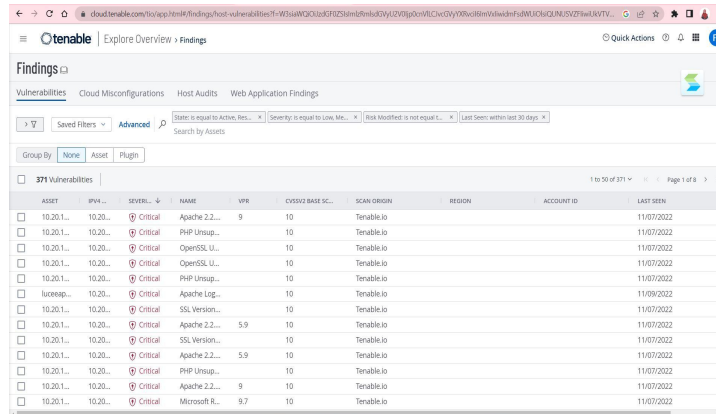 cloud.tenable.com/tio/app.html#/findings/host-vulnerabilities?f=
tenable Explore Overview > Findings Quick Actions
Findings
Vulnerabilities Cloud Misconfigurations Host Audits Web Application Findings
Saved Filters Advanced State: is equal to Active, Res... × Severity: is equal to Low, Me... × Risk Modified: is not equal t... × Last Seen: within last 30 days ×
Search by Assets
Group By None Asset Plugin
371 Vulnerabilities 1 to 50 of 371 Page 1 of 8
ASSET IPV4 ... SEVERI... NAME VPR CVSSV2 BASE SC... SCAN ORIGIN REGION ACCOUNT ID LAST SEEN
10.20.1... 10.20... Critical Apache 2.2.... 9 10 Tenable.io 11/07/2022
10.20.1... 10.20... Critical PHP Unsup... 10 Tenable.io 11/07/2022
10.20.1... 10.20... Critical OpenSSL U... 10 Tenable.io 11/07/2022
10.20.1... 10.20... Critical OpenSSL U... 10 Tenable.io 11/07/2022
10.20.1... 10.20... Critical PHP Unsup... 10 Tenable.io 11/07/2022
luceeap... 10.20... Critical Apache Log... 10 Tenable.io 11/09/2022
10.20.1... 10.20... Critical SSL Version... 10 Tenable.io 11/07/2022
10.20.1... 10.20... Critical Apache 2.2.... 5.9 10 Tenable.io 11/07/2022
10.20.1... 10.20... Critical SSL Version... 10 Tenable.io 11/07/2022
10.20.1... 10.20... Critical Apache 2.2.... 5.9 10 Tenable.io 11/07/2022
10.20.1... 10.20... Critical PHP Unsup... 10 Tenable.io 11/07/2022
10.20.1... 10.20... Critical Apache 2.2.... 9 10 Tenable.io 11/07/2022
10.20.1... 10.20... Critical Microsoft R... 9.7 10 Tenable.io 11/07/2022